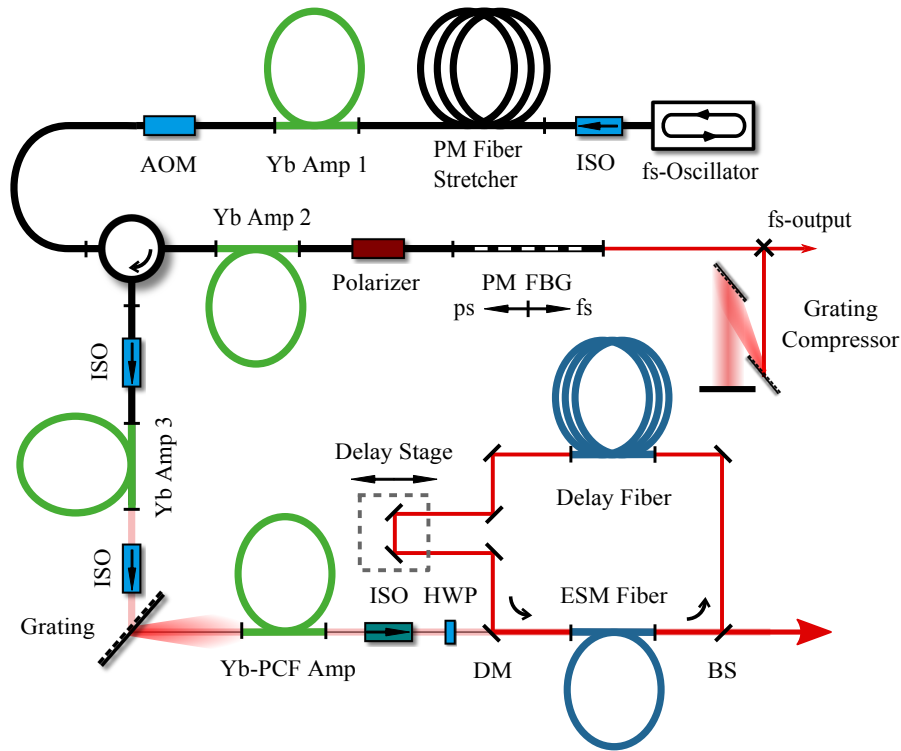 AOM
Yb Amp 1
PM Fiber
Stretcher
ISO
fs-Oscillator
Yb Amp 2
fs-output
Polarizer
PM FBG
ps
fs
Grating
Compressor
ISO
Yb Amp 3
Delay Stage
Delay Fiber
ISO
Grating
ISO
HWP
ESM Fiber
Yb-PCF Amp
DM
BS